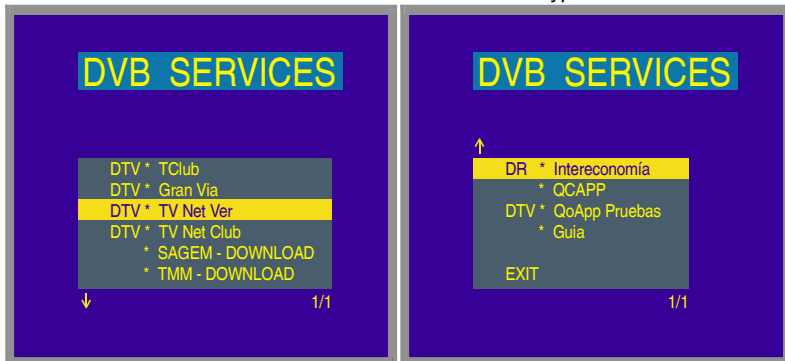 DVB SERVICES
DTV * TClub
DTV * Gran Via
DTV * TV Net Ver
DTV * TV Net Club
* SAGEM - DOWNLOAD
* TMM - DOWNLOAD
↓ 1/1
DVB SERVICES
↑
DR * Intereconomía
* QCAPP
DTV * QoApp Pruebas
* Guia
EXIT
1/1